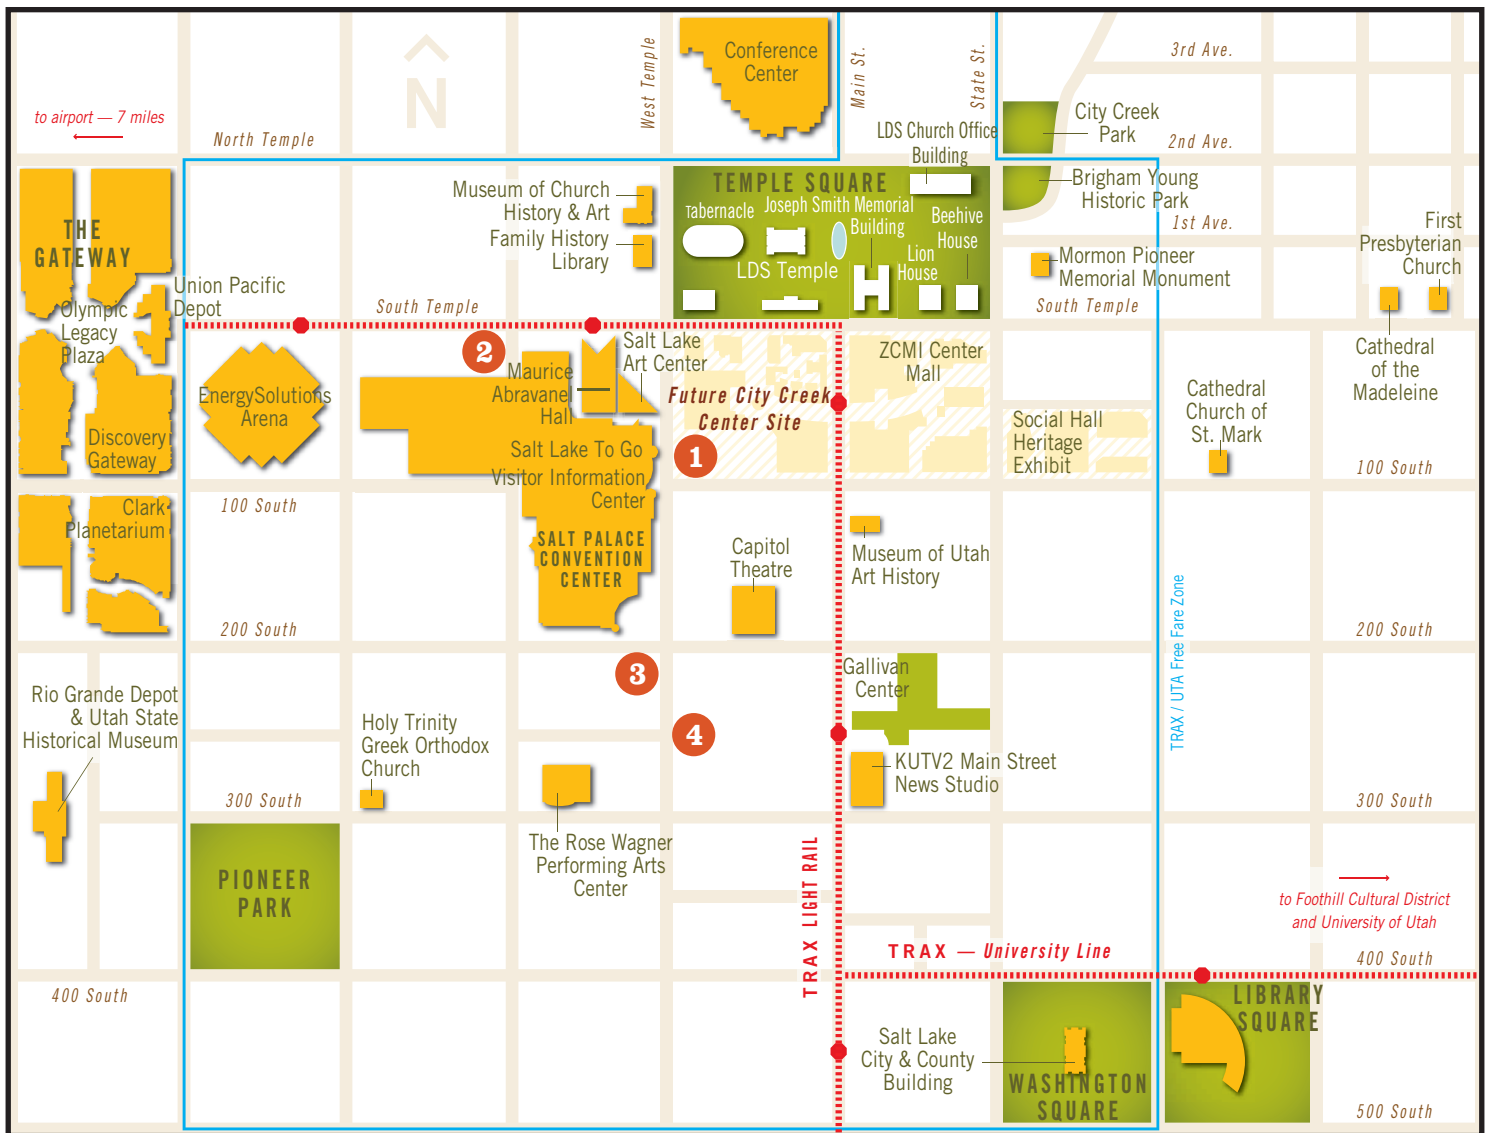 Conference
Center
West Temple
Main St.
State St.
3rd Ave.
N
to airport — 7 miles
North Temple
City Creek
Park
2nd Ave.
LDS Church Office
Building
THE
GATEWAY
Museum of Church
History & Art
Family History
Library
TEMPLE SQUARE
Tabernacle
Joseph Smith Memorial
Building
Beehive
House
Lion
House
LDS Temple
Brigham Young
Historic Park
1st Ave.
Mormon Pioneer
Memorial Monument
First
Presbyterian
Church
Union Pacific
Depot
Olympic
Legacy
Plaza
South Temple
South Temple
2
Salt Lake
Art Center
Maurice
Abravanel
Hall
ZCMI Center
Mall
Cathedral
of the
Madeleine
EnergySolutions
Arena
Future City Creek
Center Site
Cathedral
Church of
St. Mark
Social Hall
Heritage
Exhibit
Discovery
Gateway
Salt Lake To Go
Visitor Information
Center
1
100 South
100 South
Clark
Planetarium
SALT PALACE
CONVENTION
CENTER
Capitol
Theatre
Museum of Utah
Art History
TRAX / UTA Free Fare Zone
200 South
200 South
3
Gallivan
Center
Rio Grande Depot
& Utah State
Historical Museum
Holy Trinity
Greek Orthodox
Church
4
KUTV2 Main Street
News Studio
300 South
300 South
The Rose Wagner
Performing Arts
Center
PIONEER
PARK
TRAX LIGHT RAIL
to Foothill Cultural District
and University of Utah
TRAX — University Line
400 South
400 South
LIBRARY
SQUARE
Salt Lake
City & County
Building
WASHINGTON
SQUARE
500 South